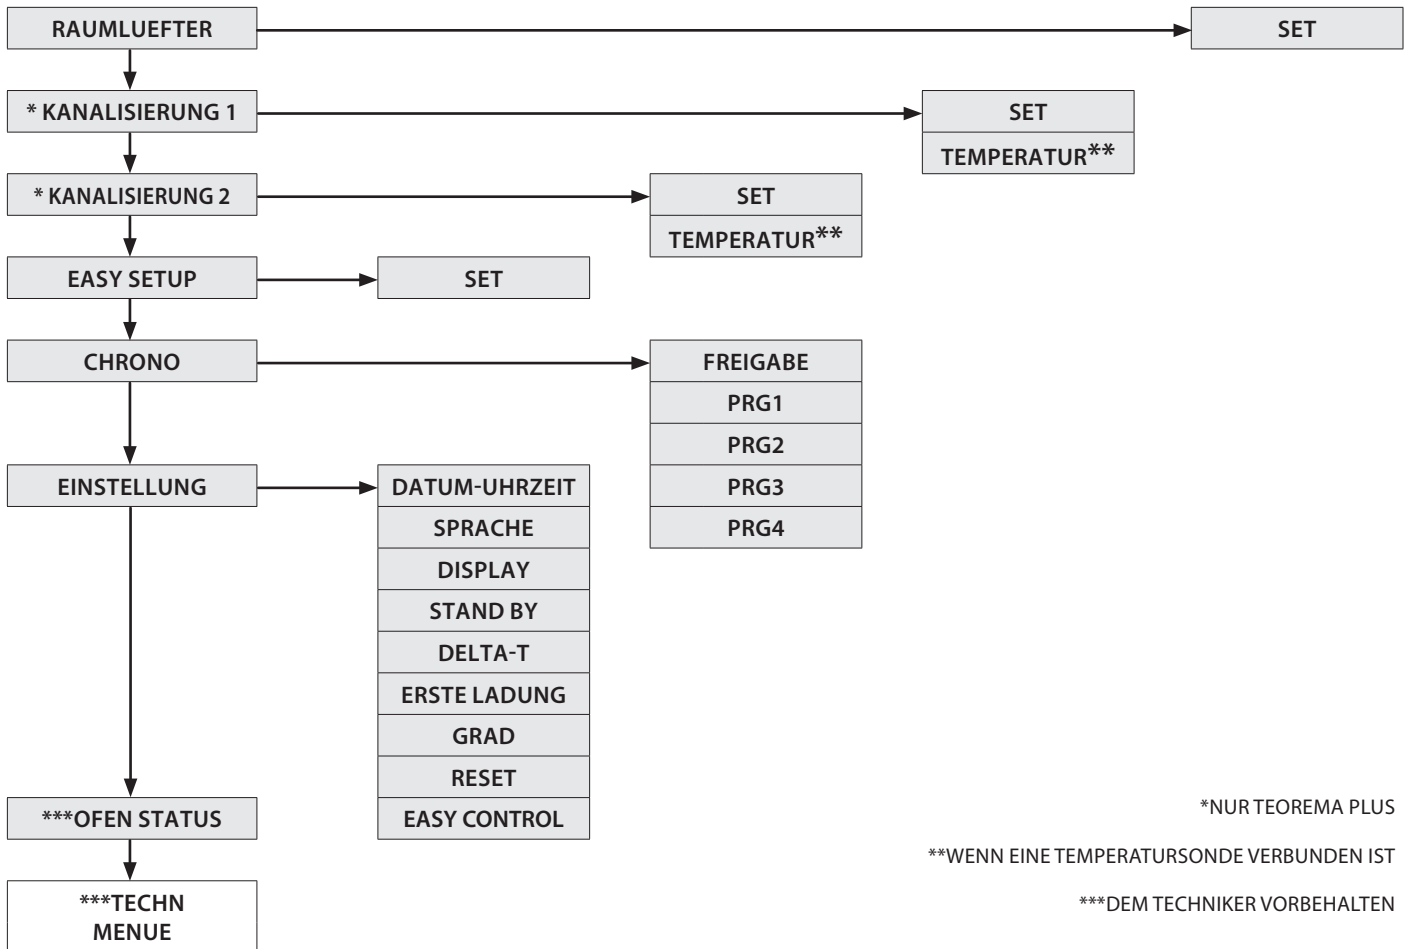 RAUMLUEFTER
SET
* KANALISIERUNG 1
SET
TEMPERATUR**
* KANALISIERUNG 2
SET
TEMPERATUR**
EASY SETUP
SET
CHRONO
FREIGABE
PRG1
PRG2
PRG3
PRG4
EINSTELLUNG
DATUM-UHRZEIT
SPRACHE
DISPLAY
STAND BY
DELTA-T
ERSTE LADUNG
GRAD
RESET
EASY CONTROL
***OFEN STATUS
***TECHN
MENUE
*NUR TEOREMA PLUS
**WENN EINE TEMPERATURSONDE VERBUNDEN IST
***DEM TECHNIKER VORBEHALTEN